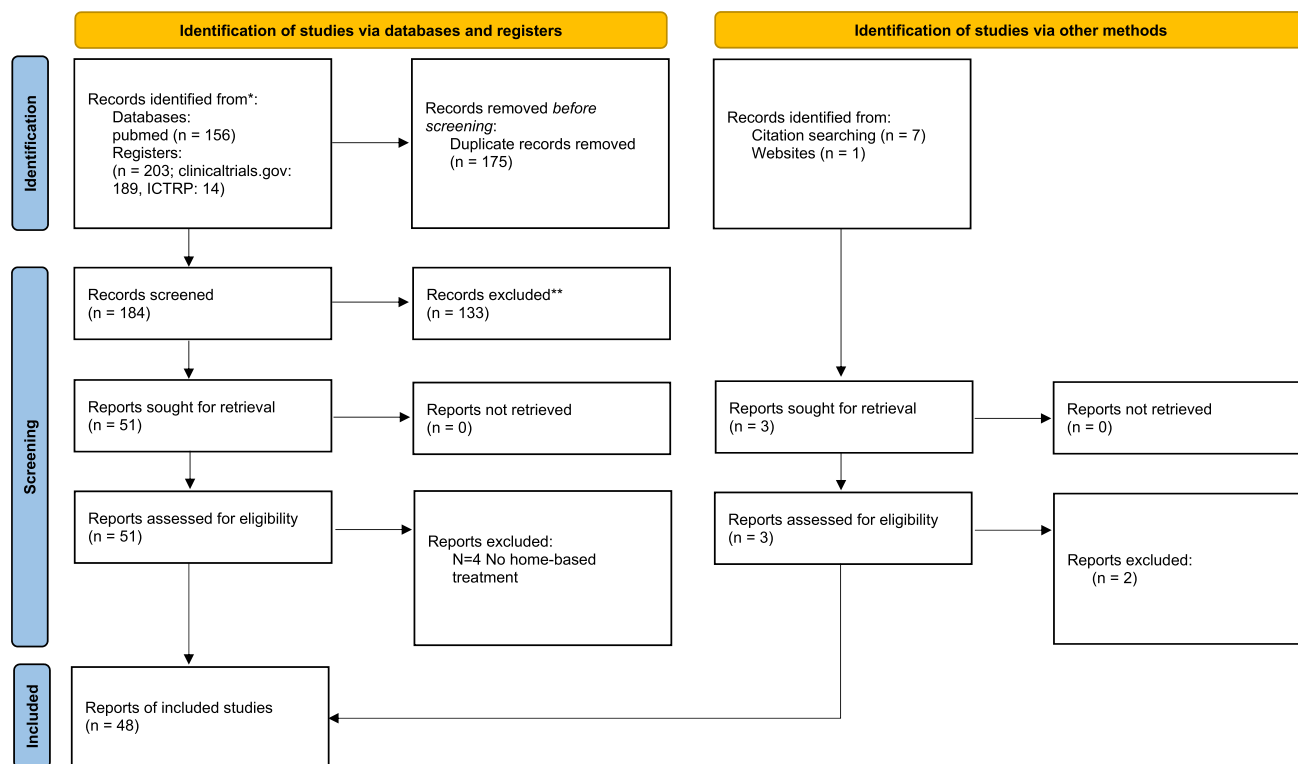 Identification of studies via databases and registers
Identification of studies via other methods
Identification
Records identified from*:
Databases:
pubmed (n = 156)
Registers:
(n = 203; clinicaltrials.gov:
189, ICTRP: 14)
Records removed before
screening:
Duplicate records removed
(n = 175)
Records identified from:
Citation searching (n = 7)
Websites (n = 1)
Screening
Records screened
(n = 184)
Records excluded**
(n = 133)
Reports sought for retrieval
(n = 51)
Reports not retrieved
(n = 0)
Reports sought for retrieval
(n = 3)
Reports not retrieved
(n = 0)
Reports assessed for eligibility
(n = 51)
Reports excluded:
N=4 No home-based
treatment
Reports assessed for eligibility
(n = 3)
Reports excluded:
(n = 2)
Included
Reports of included studies
(n = 48)